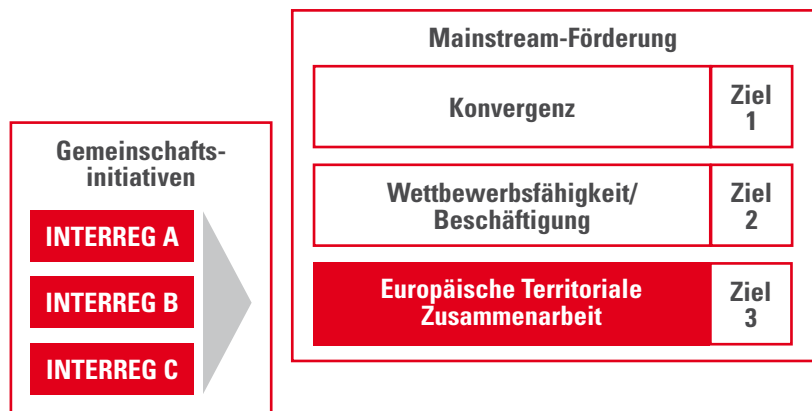 Mainstream-Förderung
Konvergenz
Ziel
1
Gemeinschafts-
initiativen
Wettbewerbsfähigkeit/
Beschäftigung
Ziel
2
INTERREG A
INTERREG B
INTERREG C
Europäische Territoriale
Zusammenarbeit
Ziel
3